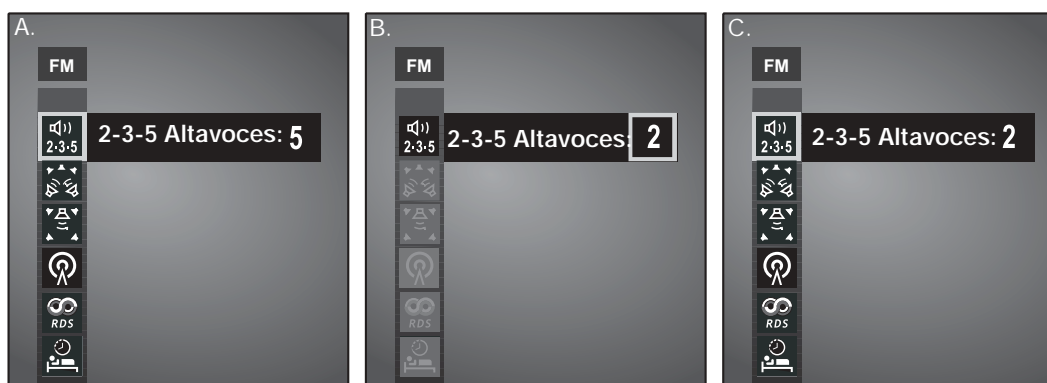 A.
FM
2-3-5 Altavoces: 5
2•3•5
RDS
B.
FM
2-3-5 Altavoces: 2
2•3•5
RDS
C.
FM
2-3-5 Altavoces: 2
2•3•5
RDS